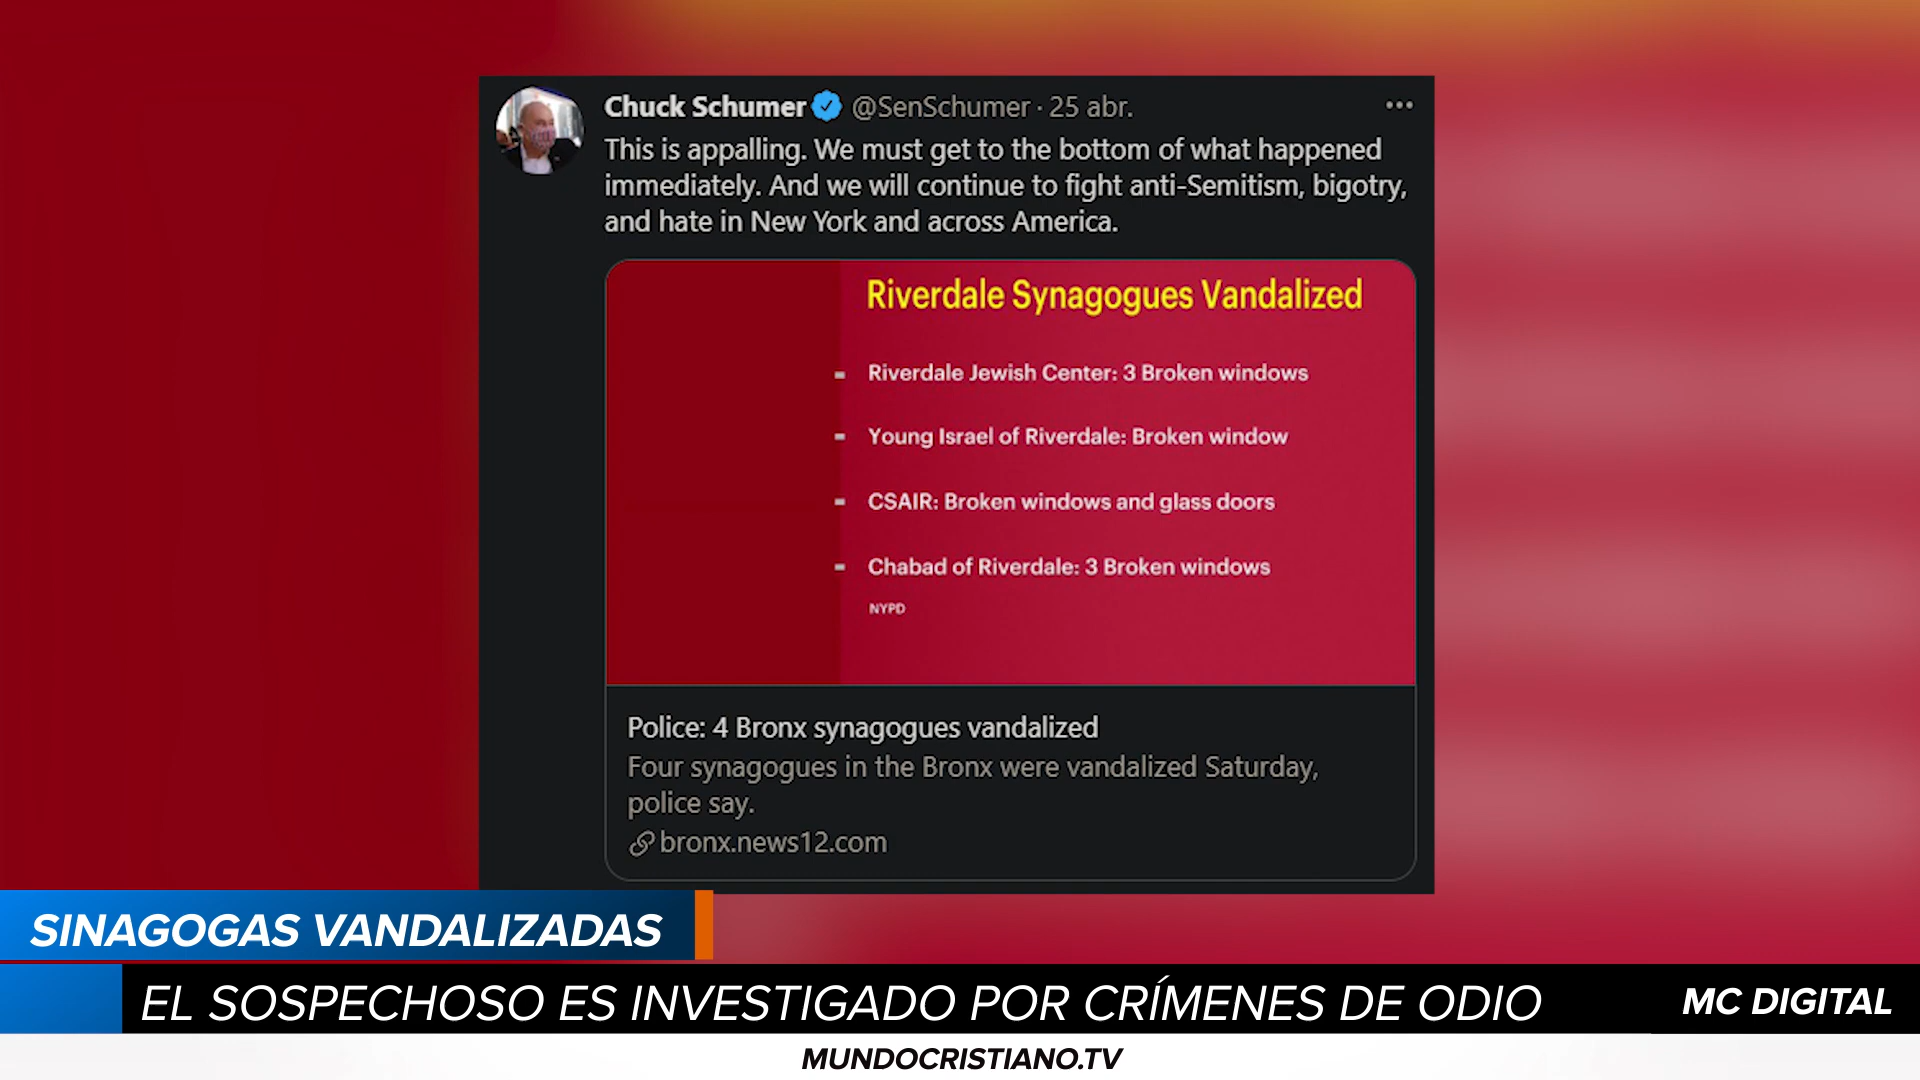 Chuck Schumer @SenSchumer · 25 abr.
This is appalling. We must get to the bottom of what happened
immediately. And we will continue to fight anti-Semitism, bigotry,
and hate in New York and across America.
Riverdale Synagogues Vandalized
- Riverdale Jewish Center: 3 Broken windows
- Young Israel of Riverdale: Broken window
- CSAIR: Broken windows and glass doors
- Chabad of Riverdale: 3 Broken windows
NYPD
Police: 4 Bronx synagogues vandalized
Four synagogues in the Bronx were vandalized Saturday,
police say.
bronx.news12.com
SINAGOGAS VANDALIZADAS
EL SOSPECHOSO ES INVESTIGADO POR CRÍMENES DE ODIO
MC DIGITAL
MUNDOCRISTIANO.TV